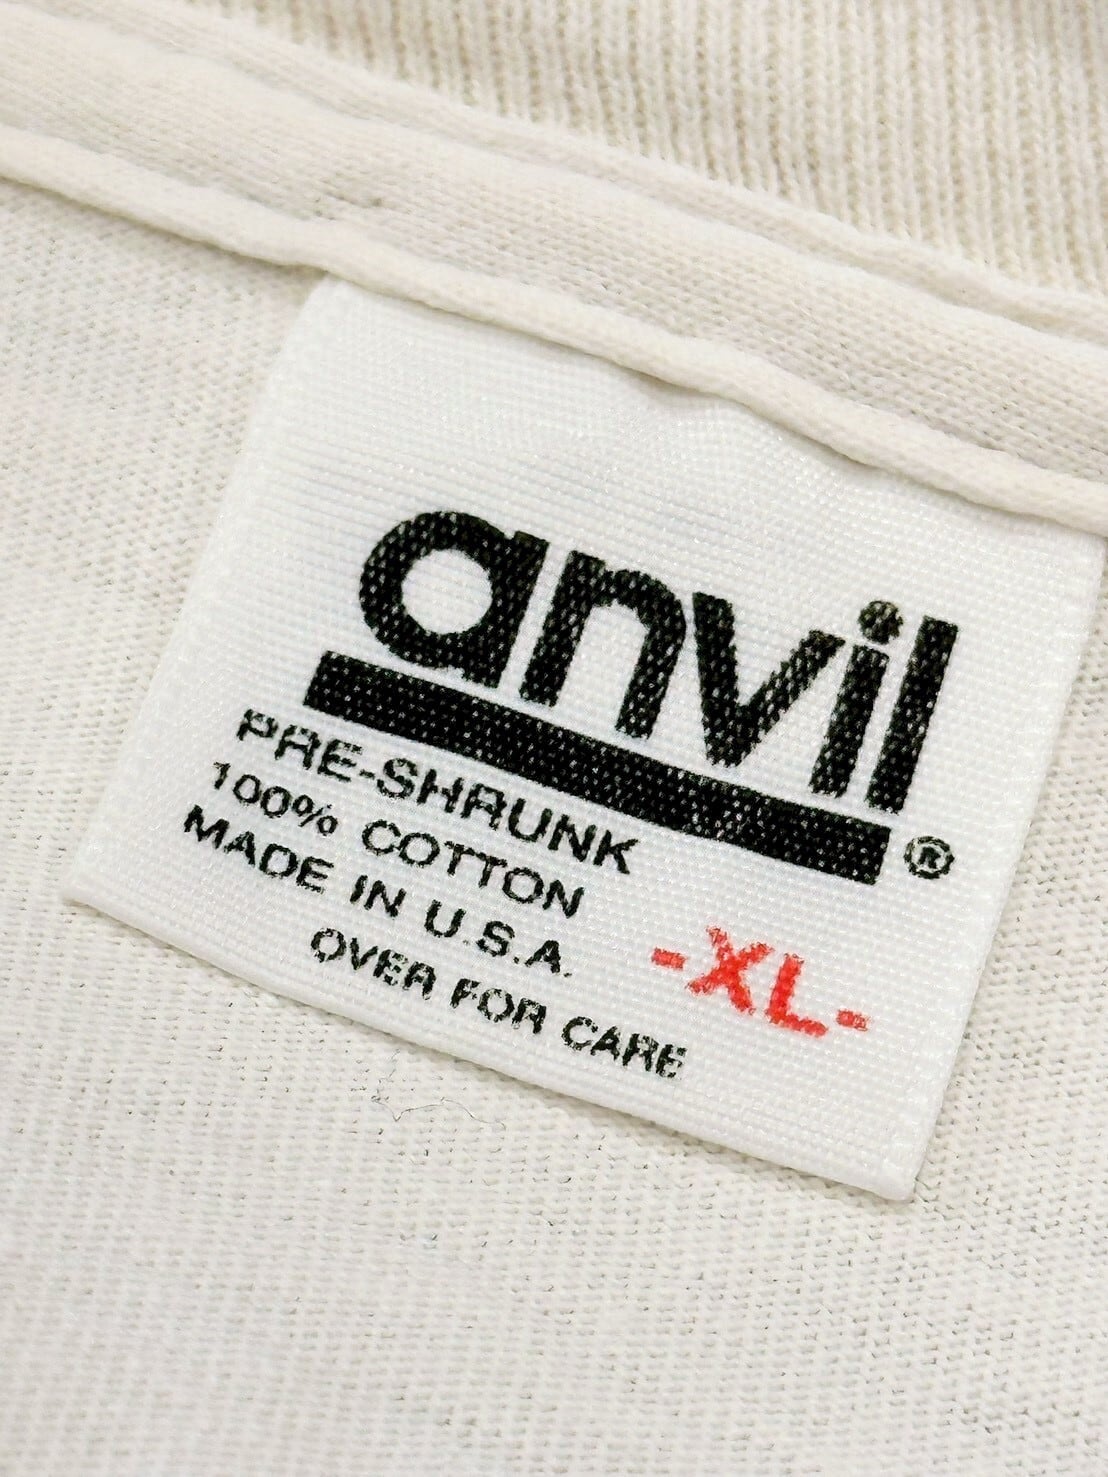 anvil®
PRE-SHRUNK
100% COTTON
MADE IN U.S.A.
-XL-
OVER FOR CARE